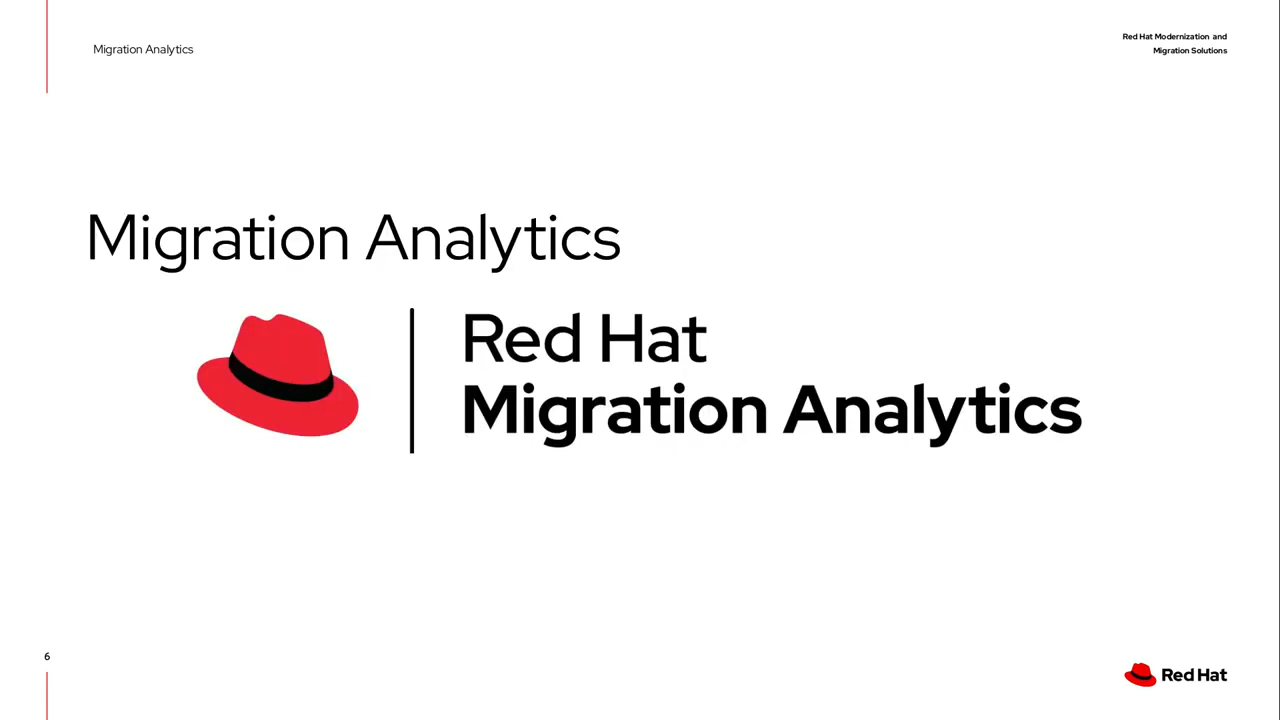 Migration Analytics
Red Hat Modernization and
Migration Solutions
Migration Analytics
Red Hat
Migration Analytics
6
Red Hat